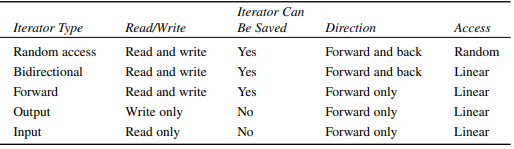 Iterator Can
Iterator Type Read/Write Be Saved Direction Access
Random access Read and write Yes Forward and back Random
Bidirectional Read and write Yes Forward and back Linear
Forward Read and write Yes Forward only Linear
Output Write only No Forward only Linear
Input Read only No Forward only Linear